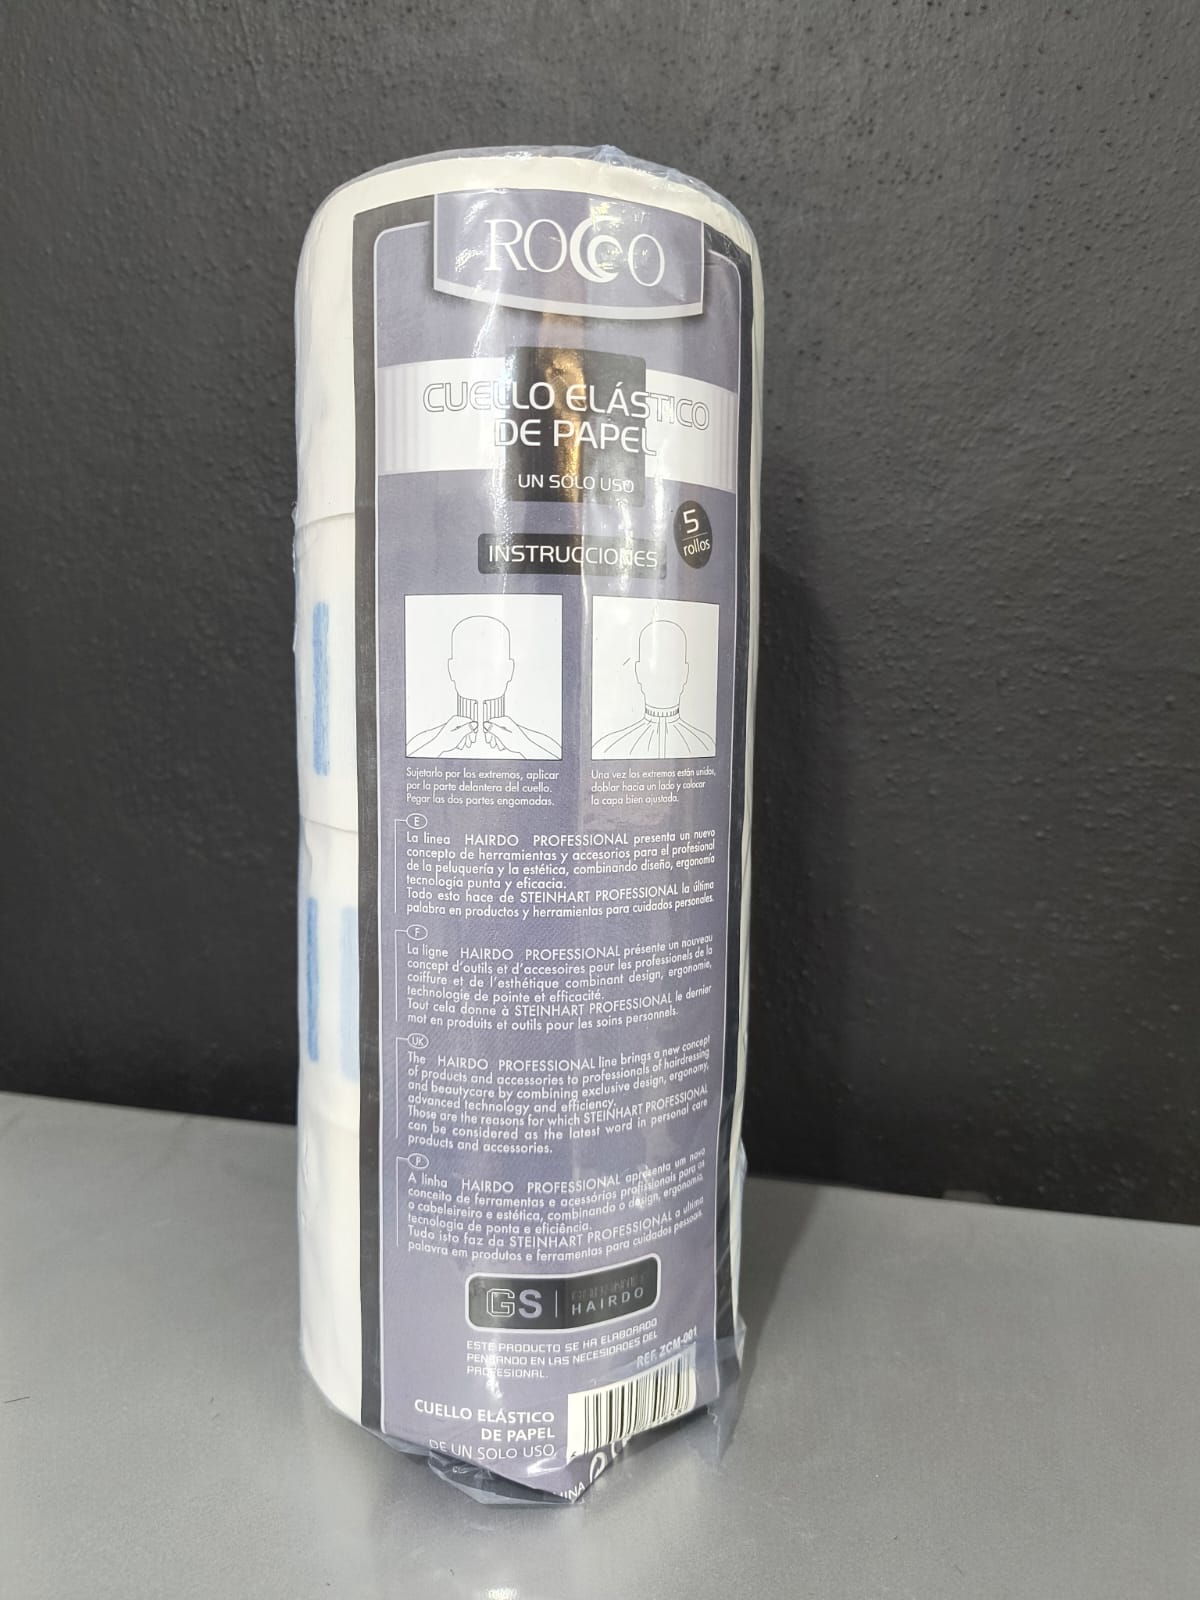 ROCCO
CUELLO ELÁSTICO
DE PAPEL
UN SOLO USO
5
rollos
INSTRUCCIONES
Sujetarlo por los extremos, aplicar
por la parte delantera del cuello.
Pegar las dos partes engomadas.
Una vez los extremos están unidos,
doblar hacia un lado y colocar
la capa bien ajustada.
E
La linea HAIRDO PROFESSIONAL presenta un nuevo
concepto de herramientas y accesorios para el profesional
de la peluquería y la estética, combinando diseño, ergonomía
tecnología punta y eficacia.
Todo esto hace de STEINHART PROFESSIONAL la última
palabra en productos y herramientas para cuidados personales.
F
La ligne HAIRDO PROFESSIONAL présente un nouveau
concept d'outils et d'accesoires pour les professionels de la
coiffure et de l'esthétique combinant design, ergonomie,
technologie de pointe et efficacité.
Tout cela donne à STEINHART PROFESSIONAL le dernier
mot en produits et outils pour les soins personnels.
UK
The HAIRDO PROFESSIONAL line brings a new concept
of products and accessories to professionals of hairdressing
and beautycare by combining exclusive design, ergonomy,
advanced technology and efficiency.
Those are the reasons for which STEINHART PROFESSIONAL
can be considered as the latest word in personal care
products and accessories.
P
A linha HAIRDO PROFESSIONAL apresenta um novo
conceito de ferramentas e acessórios profissionais para os
o cabeleireiro e estética, combinando o design, ergonomia,
tecnologia de ponta e eficiência.
Tudo isto faz da STEINHART PROFESSIONAL a ultima
palavra em produtos e ferramentas para cuidados pessoais.
GS
HAIRDO
ESTE PRODUCTO SE HA ELABORADO
PENSANDO EN LAS NECESIDADES DEL
PROFESIONAL.
REF. ZCM-001
CUELLO ELÁSTICO
DE PAPEL
DE UN SOLO USO